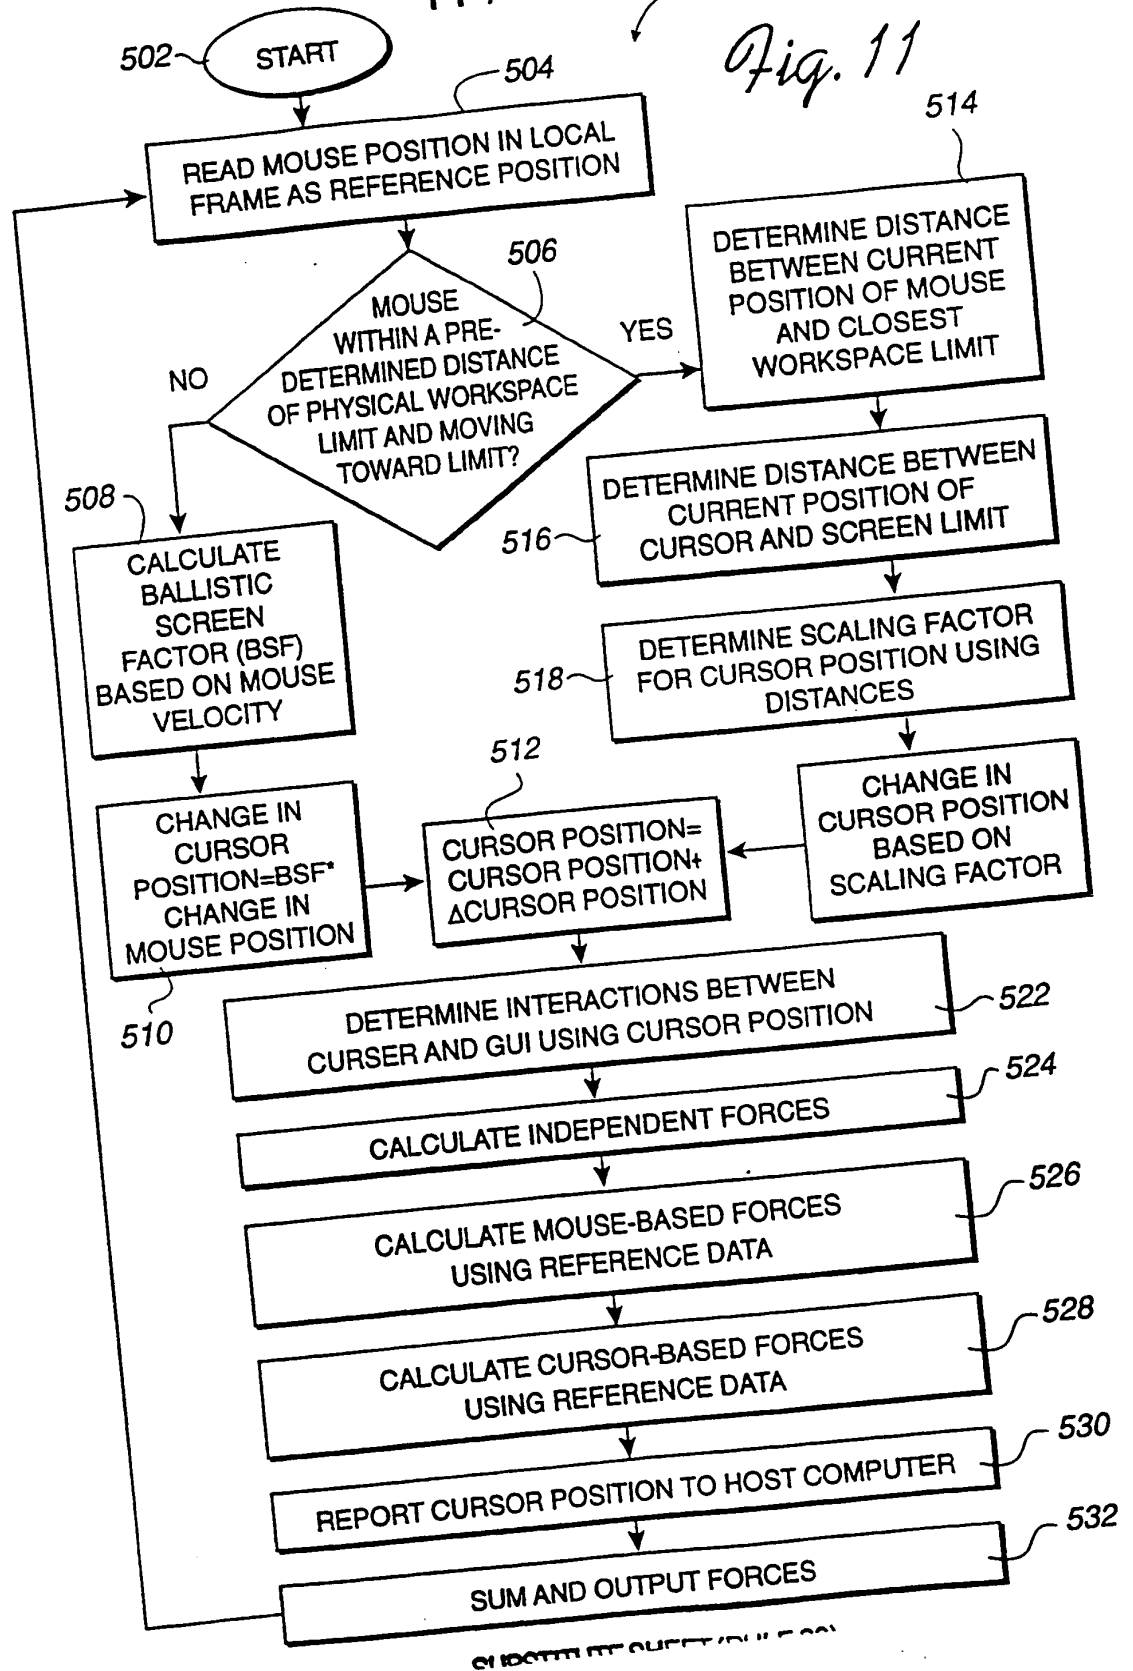 Fig. 11
502
START
504
READ MOUSE POSITION IN LOCAL
FRAME AS REFERENCE POSITION
506
MOUSE
WITHIN A PRE-
DETERMINED DISTANCE
OF PHYSICAL WORKSPACE
LIMIT AND MOVING
TOWARD LIMIT?
NO
YES
514
DETERMINE DISTANCE
BETWEEN CURRENT
POSITION OF MOUSE
AND CLOSEST
WORKSPACE LIMIT
516
DETERMINE DISTANCE BETWEEN
CURRENT POSITION OF
CURSOR AND SCREEN LIMIT
518
DETERMINE SCALING FACTOR
FOR CURSOR POSITION USING
DISTANCES
CHANGE IN
CURSOR POSITION
BASED ON
SCALING FACTOR
508
CALCULATE
BALLISTIC
SCREEN
FACTOR (BSF)
BASED ON MOUSE
VELOCITY
CHANGE IN
CURSOR
POSITION=BSF*
CHANGE IN
MOUSE POSITION
510
512
CURSOR POSITION=
CURSOR POSITION+
ΔCURSOR POSITION
DETERMINE INTERACTIONS BETWEEN
CURSER AND GUI USING CURSOR POSITION
522
CALCULATE INDEPENDENT FORCES
524
CALCULATE MOUSE-BASED FORCES
USING REFERENCE DATA
526
CALCULATE CURSOR-BASED FORCES
USING REFERENCE DATA
528
REPORT CURSOR POSITION TO HOST COMPUTER
530
SUM AND OUTPUT FORCES
532